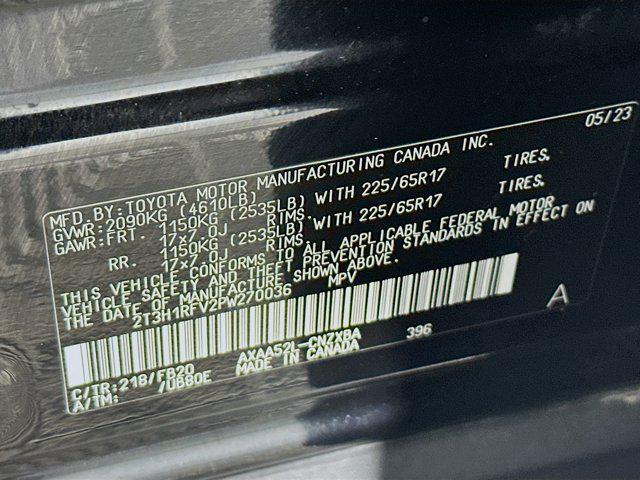 05/23
MFD.BY:TOYOTA MOTOR MANUFACTURING CANADA INC.
GVWR:2090KG (4610LB)
GAWR:FRT. 1150KG (2535LB) WITH 225/65R17 TIRES,
17x7.0J RIMS.
RR. 1150KG (2535LB) WITH 225/65R17 TIRES,
17x7.0J RIMS.
THIS VEHICLE CONFORMS TO ALL APPLICABLE FEDERAL MOTOR
VEHICLE SAFETY AND THEFT PREVENTION STANDARDS IN EFFECT ON
THE DATE OF MANUFACTURE SHOWN ABOVE.
2T3H1RFV2PW270036 MPV
A
C/TR:218/FB20 AXAA52L-CNZXBA 396
A/TM: /U680E MADE IN CANADA